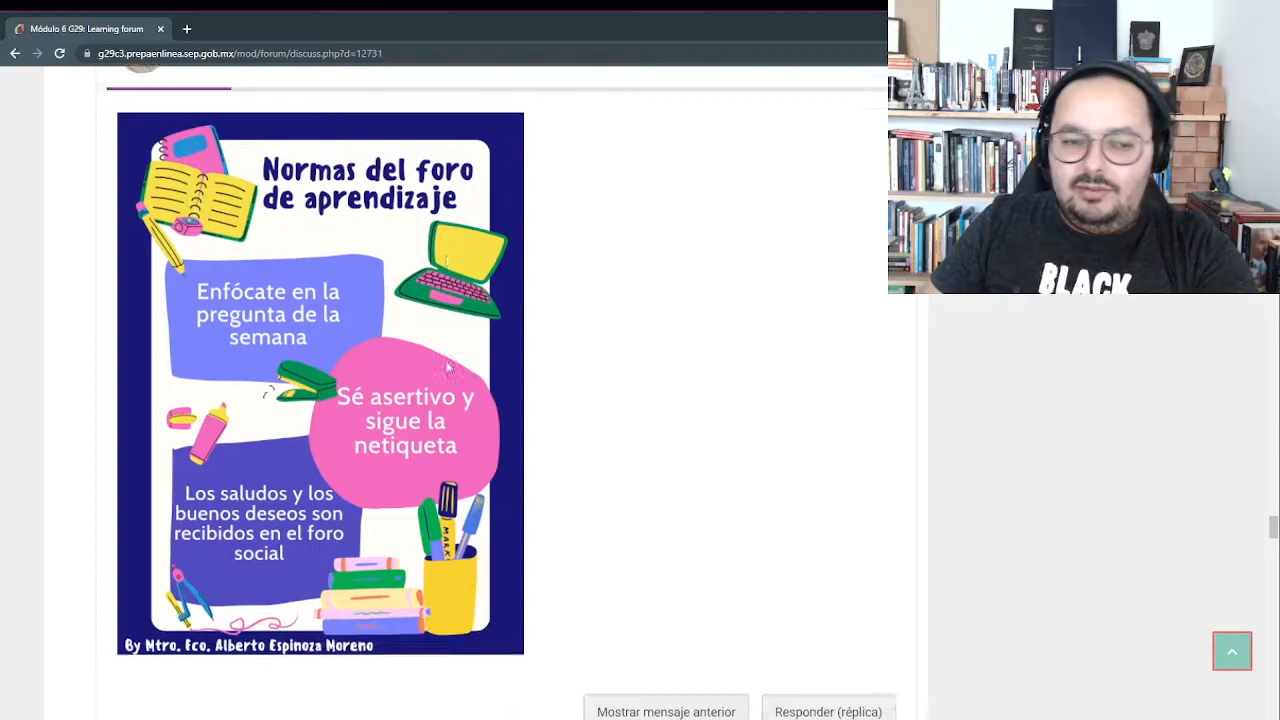 Módulo 6 G29: Learning forum
g29c3.prepaenlinea.sep.gob.mx/mod/forum/discuss.php?d=12731
Normas del foro
de aprendizaje
Enfócate en la
pregunta de la
semana
Sé asertivo y
sigue la
netiqueta
Los saludos y los
buenos deseos son
recibidos en el foro
social
MARK
By Mtro. Fco. Alberto Espinoza Moreno
Mostrar mensaje anterior
Responder (réplica)
BLACK